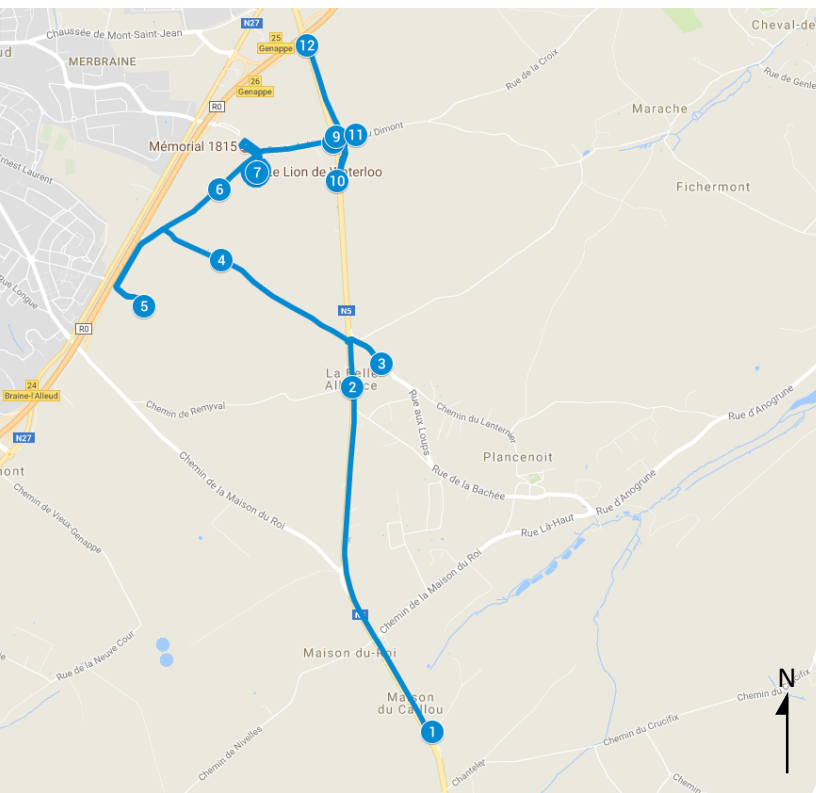 N27
Chaussée de Mont-Saint-Jean
25
Genappe
12
Cheval-de
ud
MERBRAINE
26
Genappe
Rue de la Croix
Rue de Genle
R0
Marache
Mémorial 1815
9
11
u Dimont
7
Le Lion de Waterloo
10
6
Fichermont
rnest Laurent
4
Rue Longue
5
N5
R0
3
La Belle
Alliance
2
24
Braine-l'Alleud
Chemin de Remyval
Rue aux Loups
Chemin du Lanternier
Rue d'Anogrune
N27
Plancenoit
mont
Rue de la Bachée
Rue d'Anogrune
Chemin de la Maison du Roi
Rue Là-Haut
Chemin de Vieux-Genappe
Chemin de la Maison du Roi
Rue de la Neuve Cour
Maison du-Roi
N
Maison
du Caillou
Chemin du Crucifix
1
Chemin du Crucifix
Chemin de Nivelles
Chanteler
Chemin